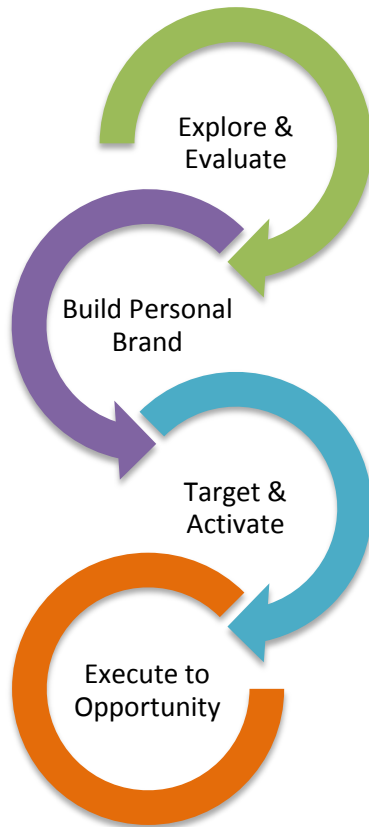 Explore &
Evaluate
Build Personal
Brand
Target &
Activate
Execute to
Opportunity